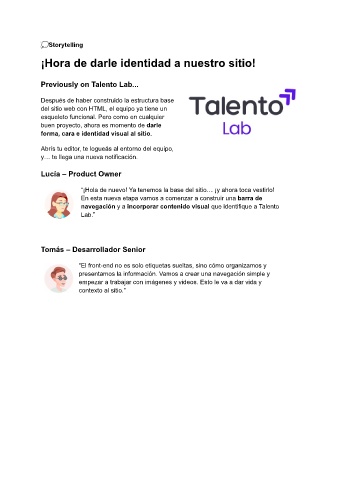 💭Storytelling
¡Hora de darle identidad a nuestro sitio!
Previously on Talento Lab...
Después de haber construido la estructura base
del sitio web con HTML, el equipo ya tiene un
esqueleto funcional. Pero como en cualquier
buen proyecto, ahora es momento de darle
forma, cara e identidad visual al sitio.
Abrís tu editor, te logueás al entorno del equipo,
y… te llega una nueva notificación.
Talento
Lab
Lucía – Product Owner
"¡Hola de nuevo! Ya tenemos la base del sitio… ¡y ahora toca vestirlo!
En esta nueva etapa vamos a comenzar a construir una barra de
navegación y a incorporar contenido visual que identifique a Talento
Lab."
Tomás – Desarrollador Senior
"El front-end no es solo etiquetas sueltas, sino cómo organizamos y
presentamos la información. Vamos a crear una navegación simple y
empezar a trabajar con imágenes y videos. Esto le va a dar vida y
contexto al sitio."